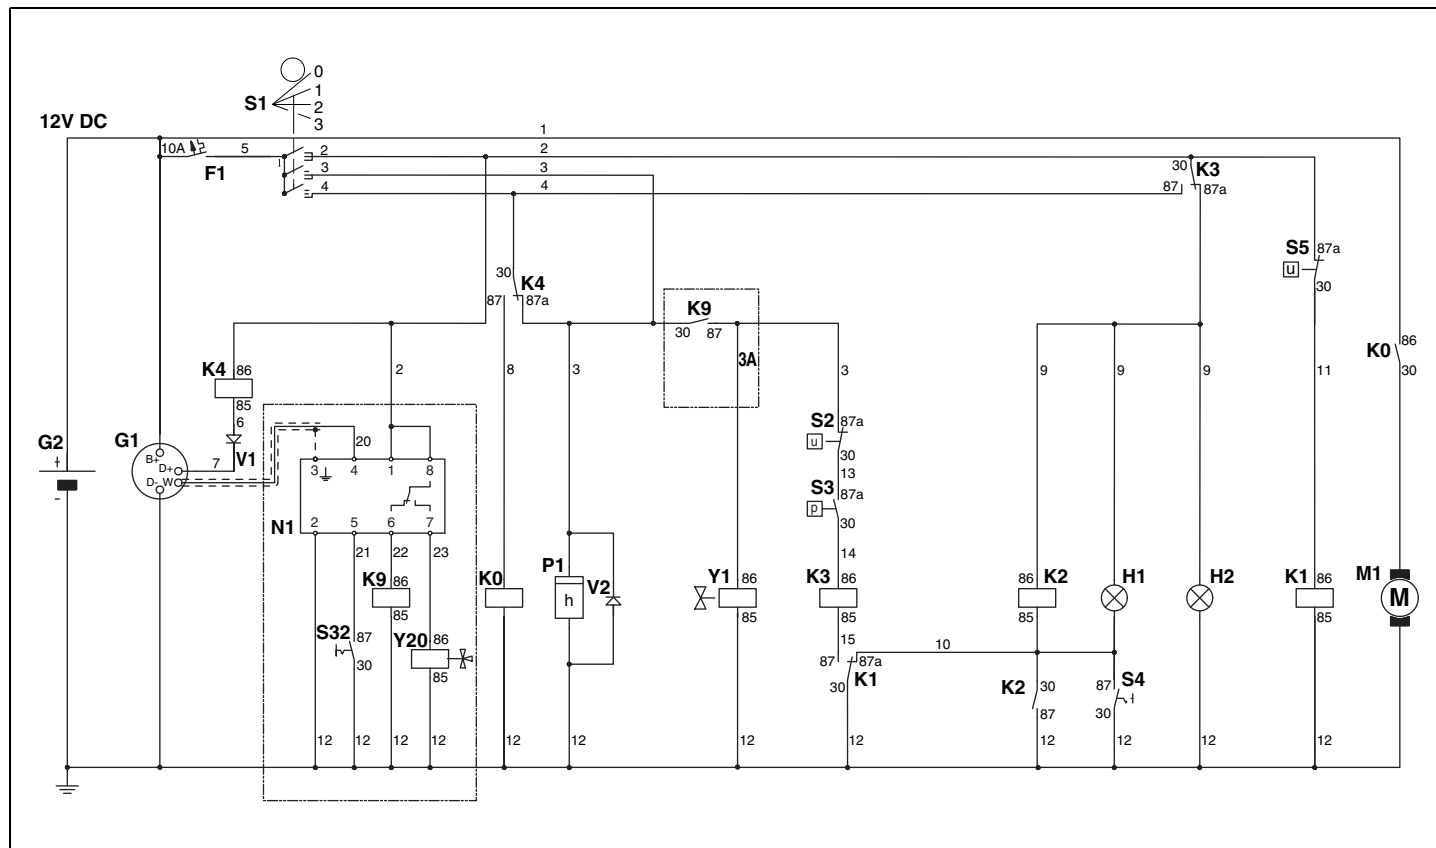 0
S1
1
2
3
12V DC
1
10A
5
F1
1
2
2
3
3
4
4
30
K3
87
87a
S5
87a
u
30
30
K4
87
87a
K9
30
87
3A
K0
86
30
K4
86
85
6
2
8
3
3
9
9
9
11
G2
+
-
G1
B+
D+
D-
W
7
V1
20
3
4
1
8
N1
2
5
6
7
S2
87a
u
30
13
S3
87a
p
30
14
21
22
23
K9
86
85
K0
P1
h
V2
Y1
86
85
K3
86
85
86
K2
85
H1
H2
K1
86
85
M1
M
S32
87
30
Y20
86
85
15
10
87
87a
30
K1
K2
30
87
87
S4
30
12
12
12
12
12
12
12
12
12
12
12
12